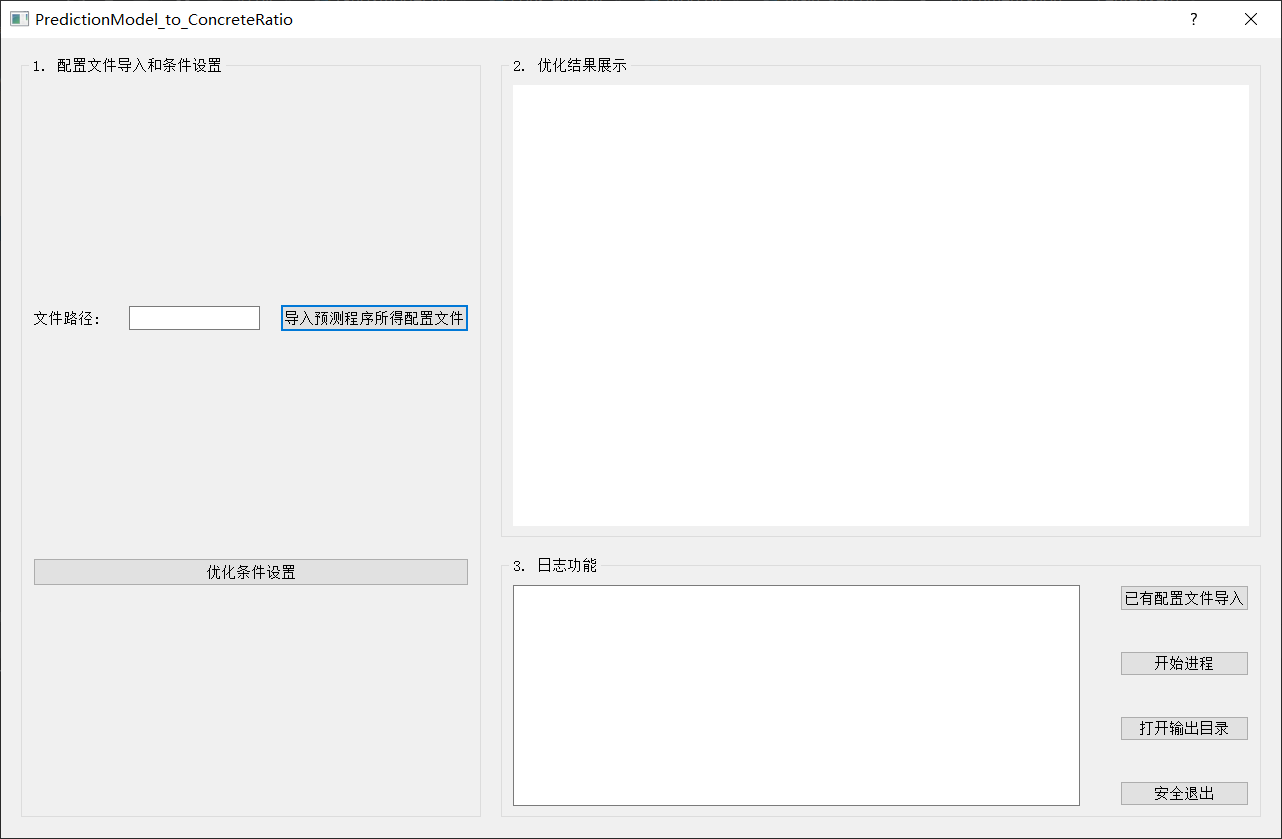 PredictionModel_to_ConcreteRatio
?
1. 配置文件导入和条件设置
文件路径：
导入预测程序所得配置文件
优化条件设置
2. 优化结果展示
3. 日志功能
已有配置文件导入
开始进程
打开输出目录
安全退出